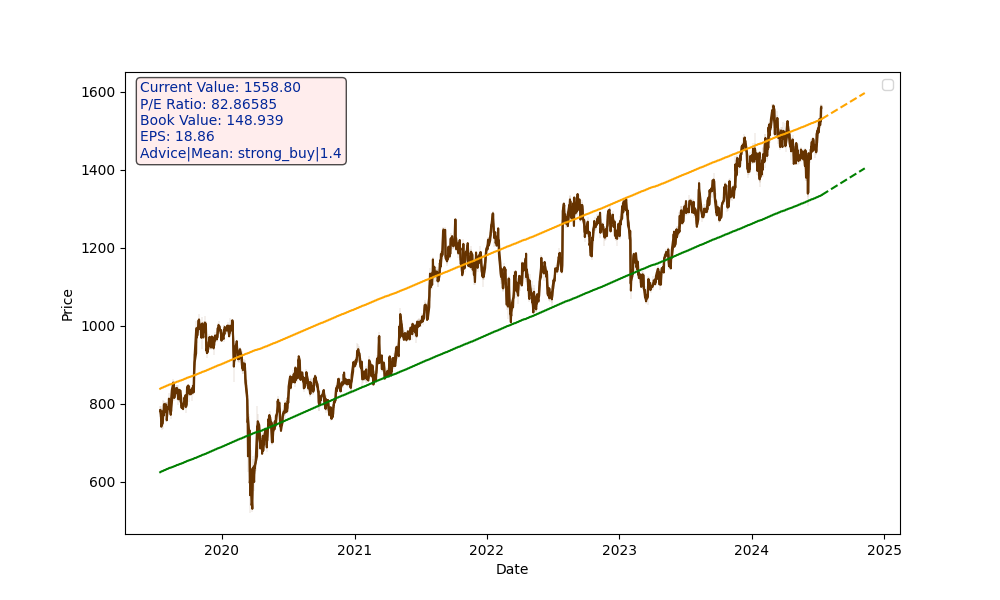 Current Value: 1558.80
P/E Ratio: 82.86585
Book Value: 148.939
EPS: 18.86
Advice|Mean: strong_buy|1.4
Price
1600
1400
1200
1000
800
600
2020
2021
2022
2023
2024
2025
Date